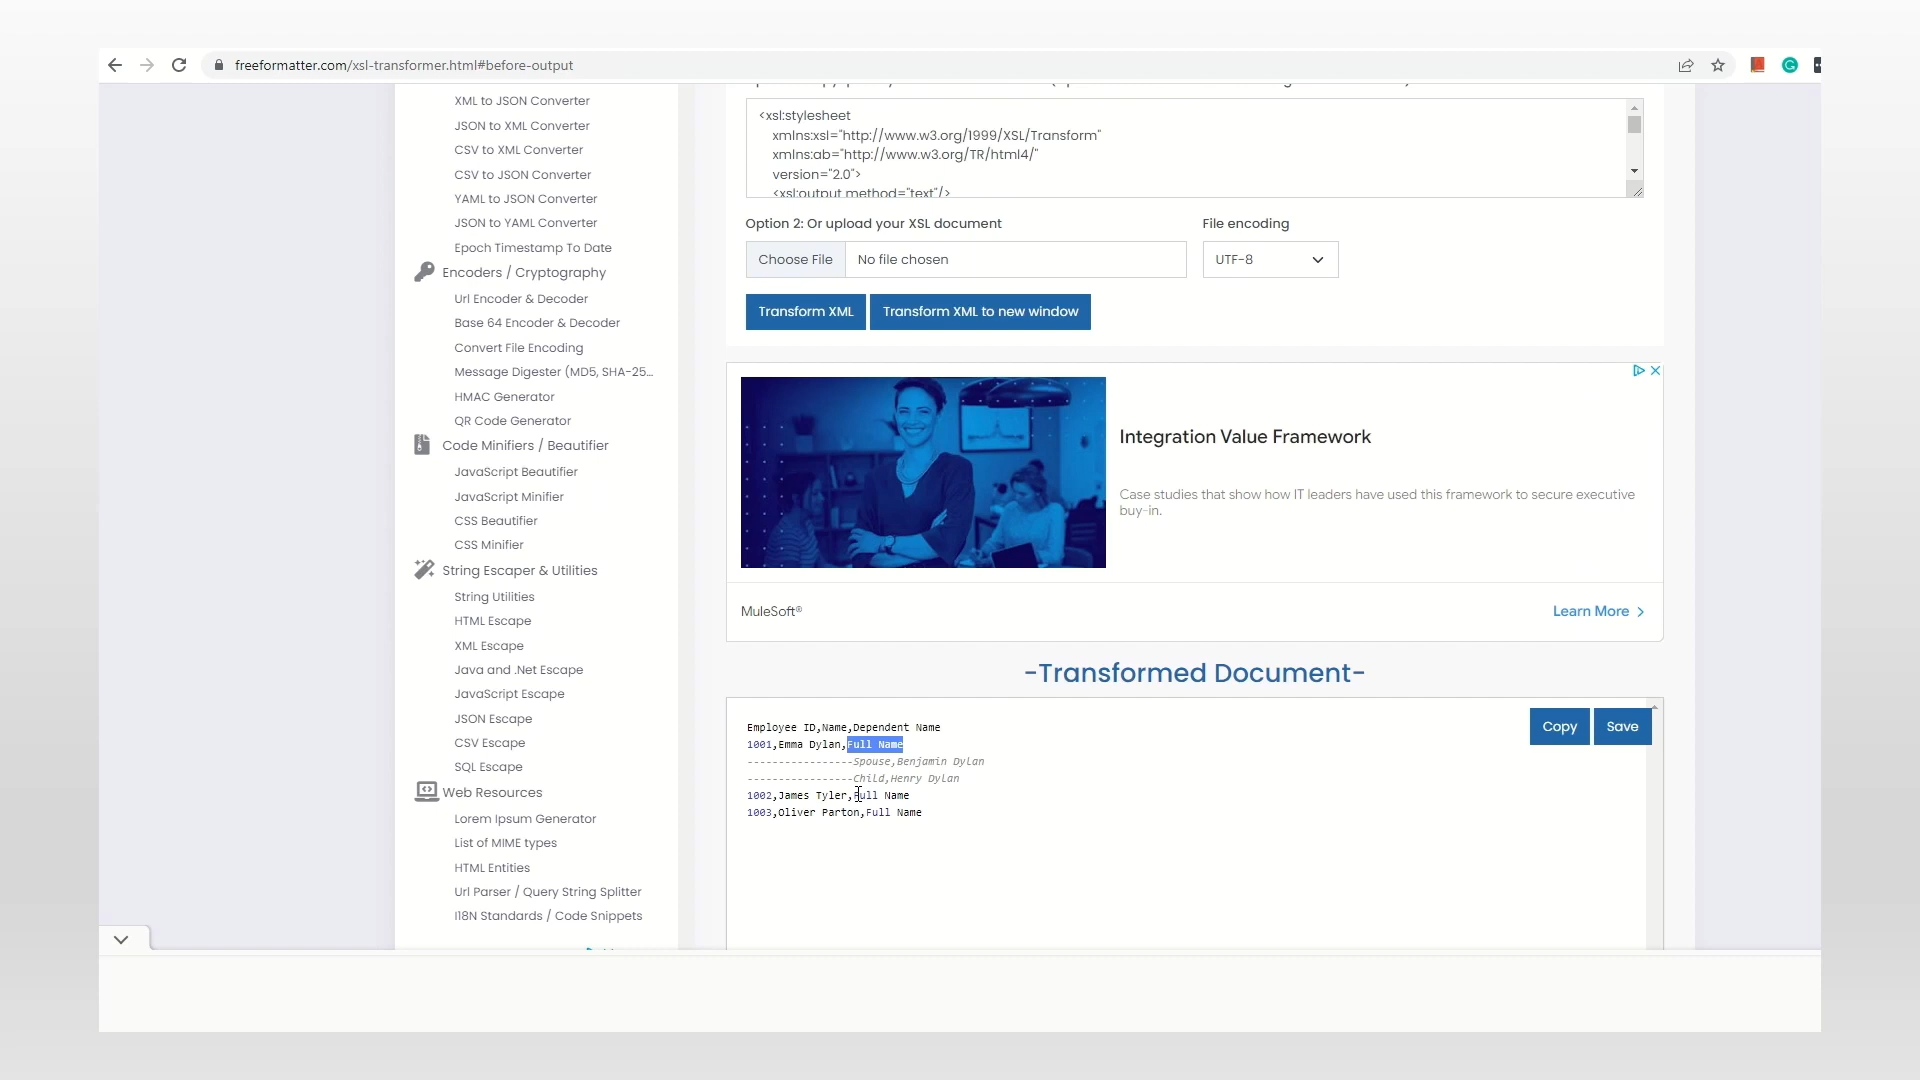 freeformatter.com/xsl-transformer.html#before-output
XML to JSON Converter
JSON to XML Converter
CSV to XML Converter
CSV to JSON Converter
YAML to JSON Converter
JSON to YAML Converter
Epoch Timestamp To Date
Encoders / Cryptography
Url Encoder & Decoder
Base 64 Encoder & Decoder
Convert File Encoding
Message Digester (MD5, SHA-25...
HMAC Generator
QR Code Generator
Code Minifiers / Beautifier
JavaScript Beautifier
JavaScript Minifier
CSS Beautifier
CSS Minifier
String Escaper & Utilities
String Utilities
HTML Escape
XML Escape
Java and .Net Escape
JavaScript Escape
JSON Escape
CSV Escape
SQL Escape
Web Resources
Lorem Ipsum Generator
List of MIME types
HTML Entities
Url Parser / Query String Splitter
I18N Standards / Code Snippets
<xsl:stylesheet
xmlns:xsl="http://www.w3.org/1999/XSL/Transform"
xmlns:ab="http://www.w3.org/TR/html4/"
version="2.0">
<xsl:output method="text"/>
Option 2: Or upload your XSL document
File encoding
Choose File No file chosen
UTF-8
Transform XML
Transform XML to new window
Integration Value Framework
Case studies that show how IT leaders have used this framework to secure executive
buy-in.
MuleSoft®
Learn More
-Transformed Document-
Copy
Save
Employee ID,Name,Dependent Name
1001,Emma Dylan,Full Name
-----------------Spouse,Benjamin Dylan
-----------------Child,Henry Dylan
1002,James Tyler,Full Name
1003,Oliver Parton,Full Name